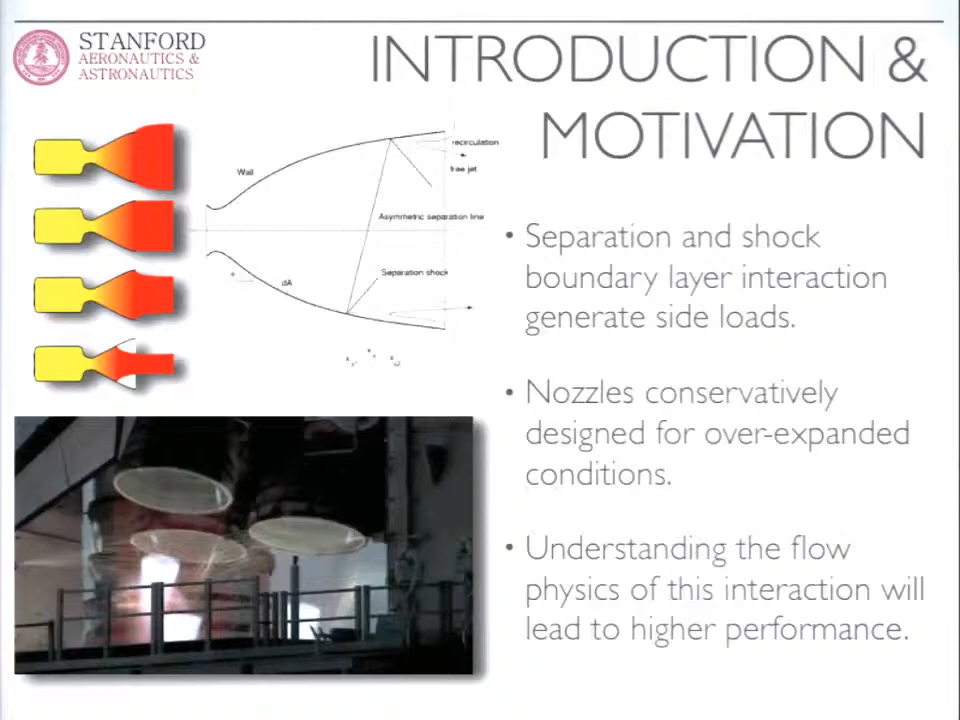 STANFORD
AERONAUTICS &
ASTRONAUTICS
INTRODUCTION &
MOTIVATION
recirculation
free jet
Wall
Asymmetric separation line
Separation shock
dA
• Separation and shock
boundary layer interaction
generate side loads.
• Nozzles conservatively
designed for over-expanded
conditions.
• Understanding the flow
physics of this interaction will
lead to higher performance.